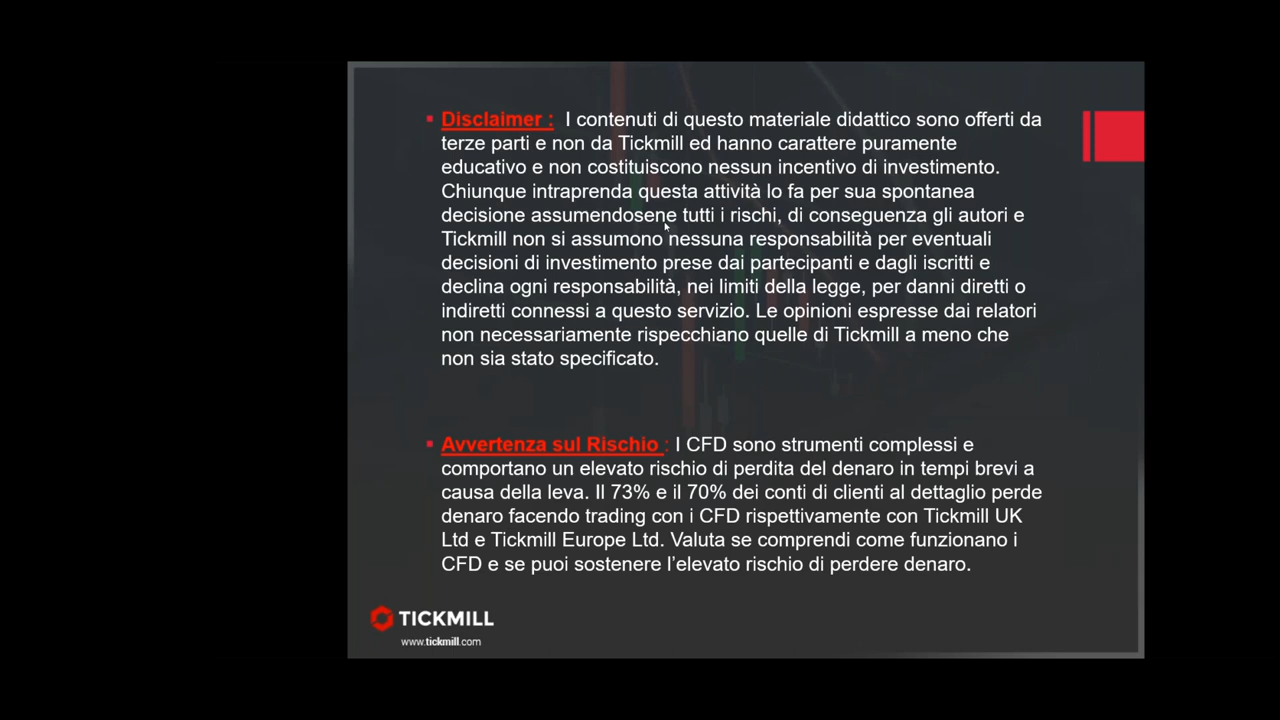 Disclaimer : I contenuti di questo materiale didattico sono offerti da
terze parti e non da Tickmill ed hanno carattere puramente
educativo e non costituiscono nessun incentivo di investimento.
Chiunque intraprenda questa attività lo fa per sua spontanea
decisione assumendosene tutti i rischi, di conseguenza gli autori e
Tickmill non si assumono nessuna responsabilità per eventuali
decisioni di investimento prese dai partecipanti e dagli iscritti e
declina ogni responsabilità, nei limiti della legge, per danni diretti o
indiretti connessi a questo servizio. Le opinioni espresse dai relatori
non necessariamente rispecchiano quelle di Tickmill a meno che
non sia stato specificato.
Avvertenza sul Rischio : I CFD sono strumenti complessi e
comportano un elevato rischio di perdita del denaro in tempi brevi a
causa della leva. Il 73% e il 70% dei conti di clienti al dettaglio perde
denaro facendo trading con i CFD rispettivamente con Tickmill UK
Ltd e Tickmill Europe Ltd. Valuta se comprendi come funzionano i
CFD e se puoi sostenere l'elevato rischio di perdere denaro.
TICKMILL
www.tickmill.com